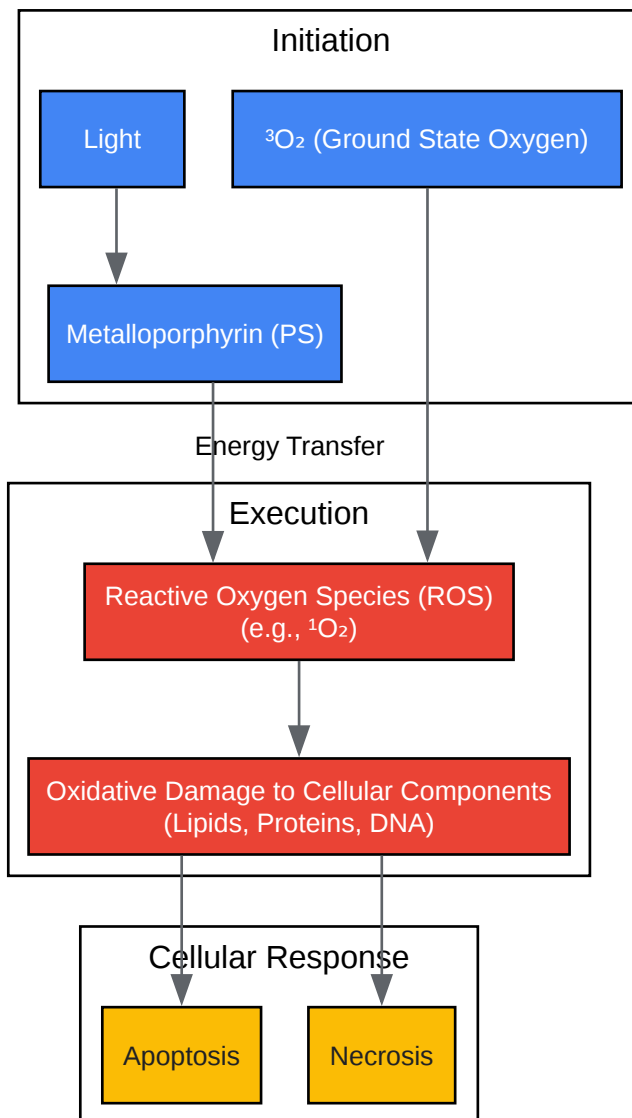 Initiation
Light
³O₂ (Ground State Oxygen)
Metalloporphyrin (PS)
Energy Transfer
Execution
Reactive Oxygen Species (ROS)
(e.g., ¹O₂)
Oxidative Damage to Cellular Components
(Lipids, Proteins, DNA)
Cellular Response
Apoptosis
Necrosis